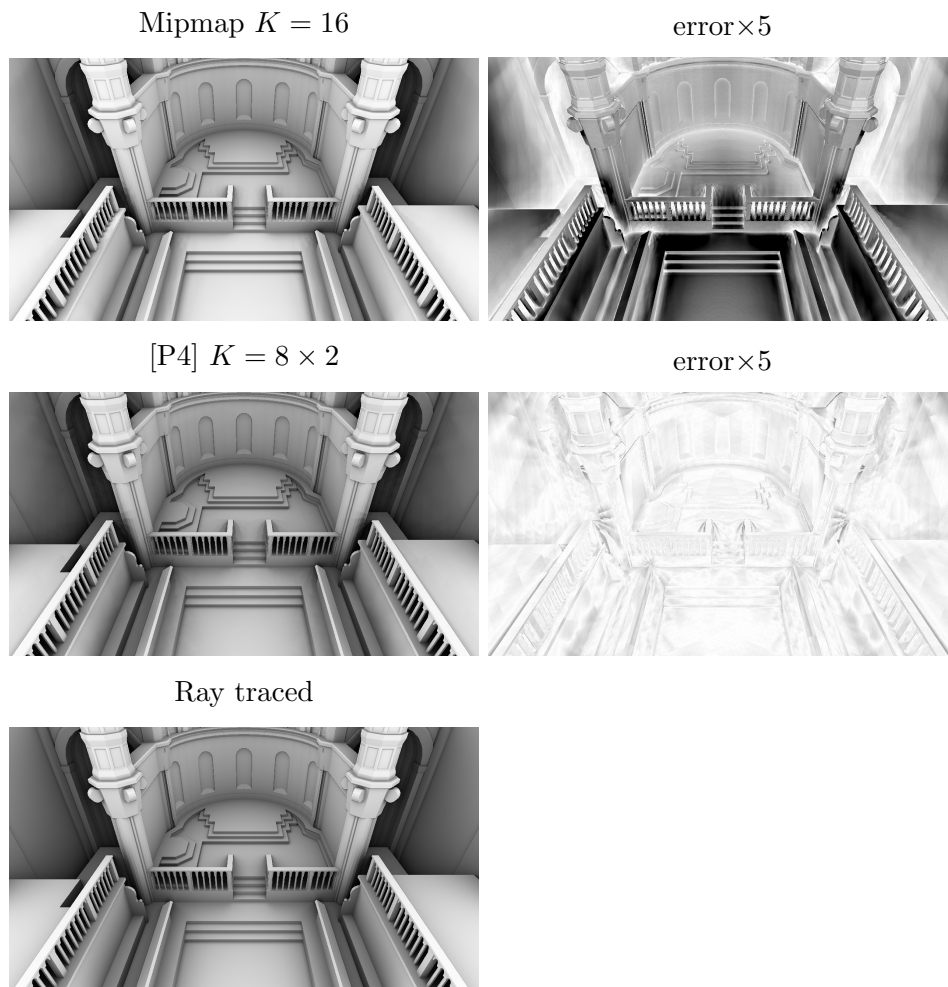 Mipmap K = 16
error×5
[P4] K = 8 × 2
error×5
Ray traced